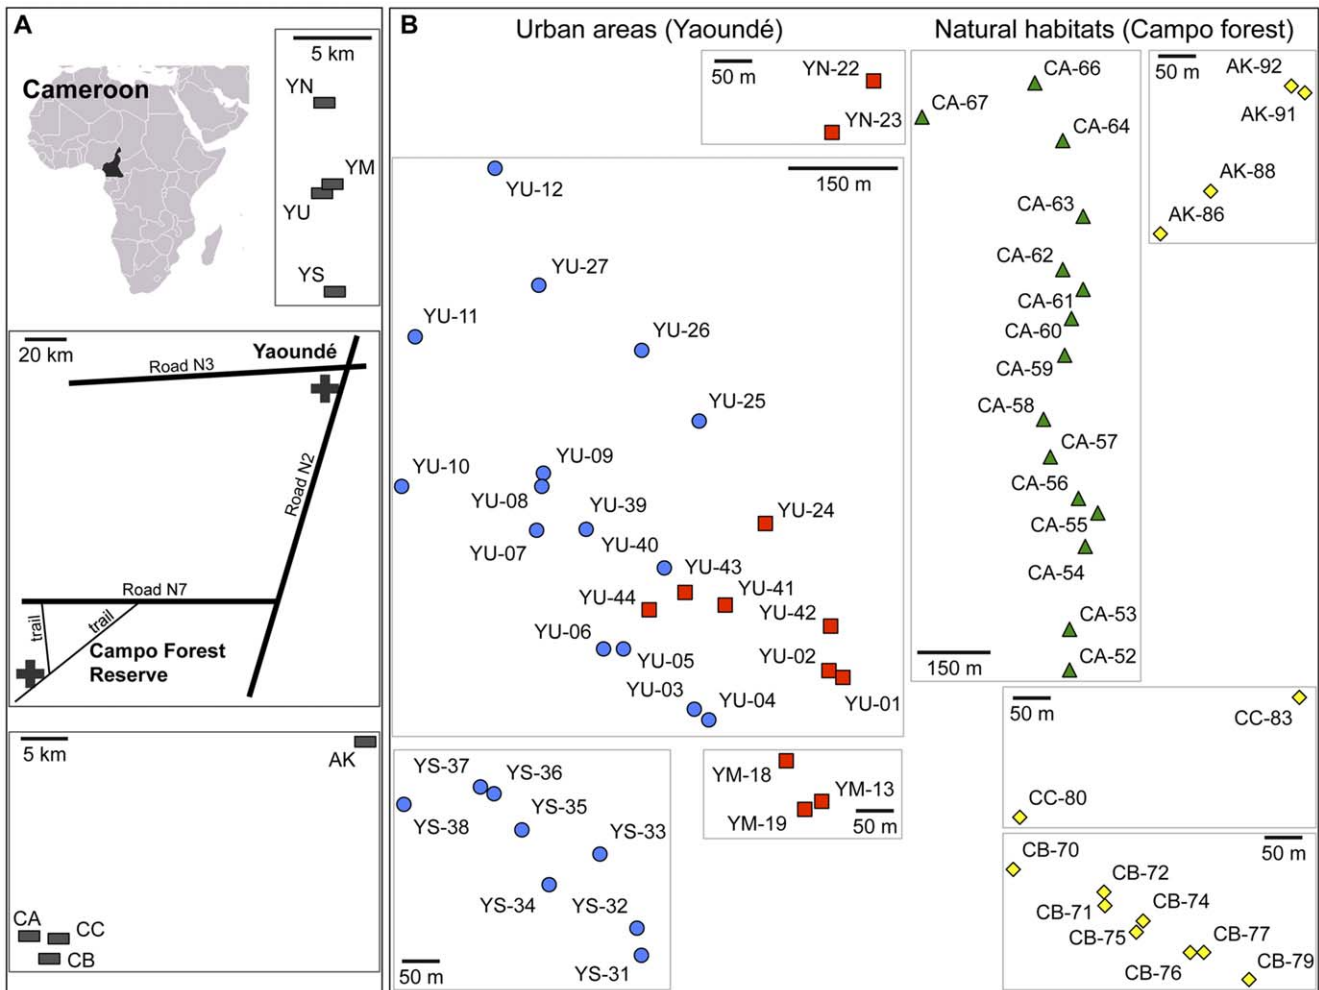 A
Cameroon
5 km
YN
YM
YU
YS
20 km
Yaoundé
Road N3
Road N2
Road N7
trail
trail
Campo Forest
Reserve
5 km
AK
CA
CC
CB
B
Urban areas (Yaoundé)
Natural habitats (Campo forest)
50 m
YN-22
YN-23
150 m
YU-12
YU-27
YU-11
YU-26
YU-25
YU-10
YU-09
YU-08
YU-39
YU-24
YU-07
YU-40
YU-43
YU-44
YU-41
YU-42
YU-06
YU-05
YU-02
YU-03
YU-04
YU-01
YS-37
YS-36
YS-38
YS-35
YS-33
YS-34
YS-32
YS-31
50 m
YM-18
YM-13
YM-19
50 m
CA-66
CA-67
CA-64
CA-63
CA-62
CA-61
CA-60
CA-59
CA-58
CA-57
CA-56
CA-55
CA-54
CA-53
CA-52
150 m
50 m
AK-92
AK-91
AK-88
AK-86
50 m
CC-83
CC-80
50 m
CB-70
CB-72
CB-71
CB-74
CB-75
CB-77
CB-76
CB-79